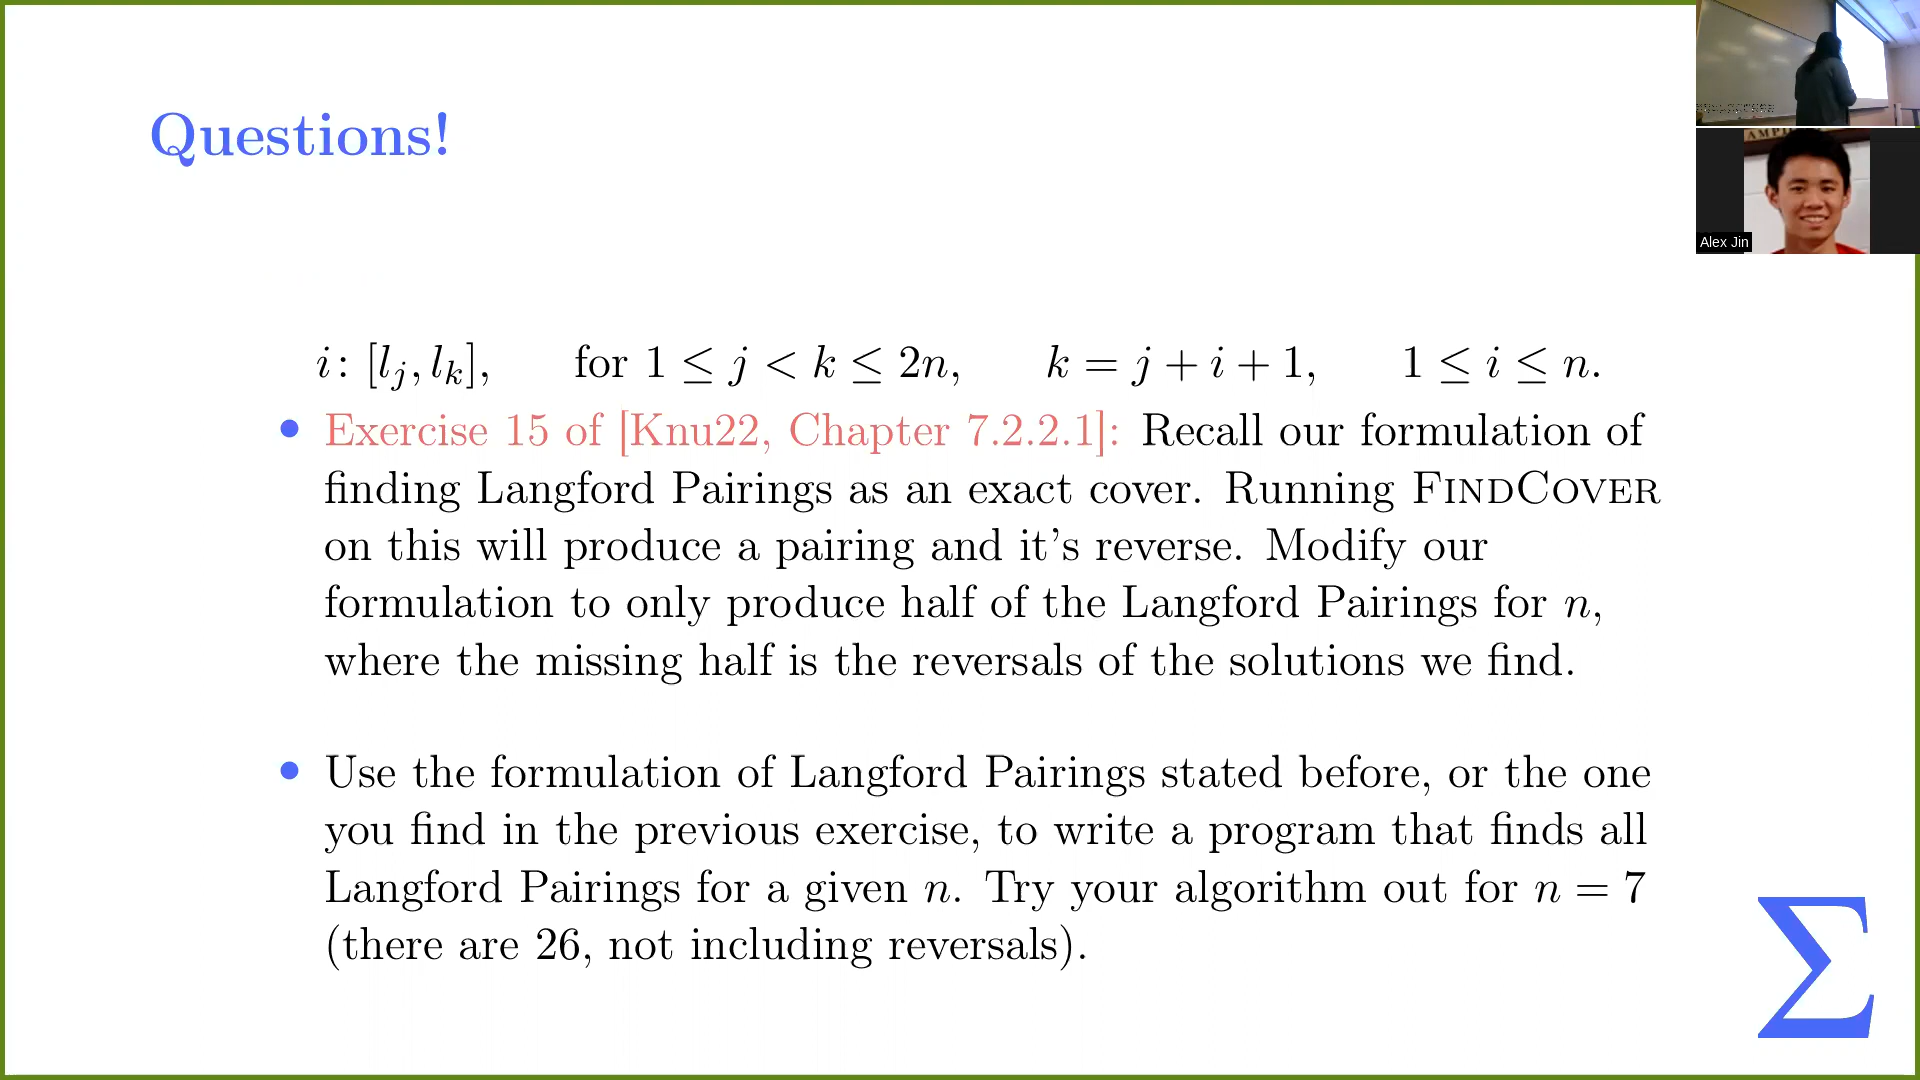 Questions!
i: [l_j, l_k], for 1 ≤ j < k ≤ 2n, k = j + i + 1, 1 ≤ i ≤ n.
• Exercise 15 of [Knu22, Chapter 7.2.2.1]: Recall our formulation of
finding Langford Pairings as an exact cover. Running FINDCOVER
on this will produce a pairing and it's reverse. Modify our
formulation to only produce half of the Langford Pairings for n,
where the missing half is the reversals of the solutions we find.
• Use the formulation of Langford Pairings stated before, or the one
you find in the previous exercise, to write a program that finds all
Langford Pairings for a given n. Try your algorithm out for n = 7
(there are 26, not including reversals).
Σ
AMP
Alex Jin